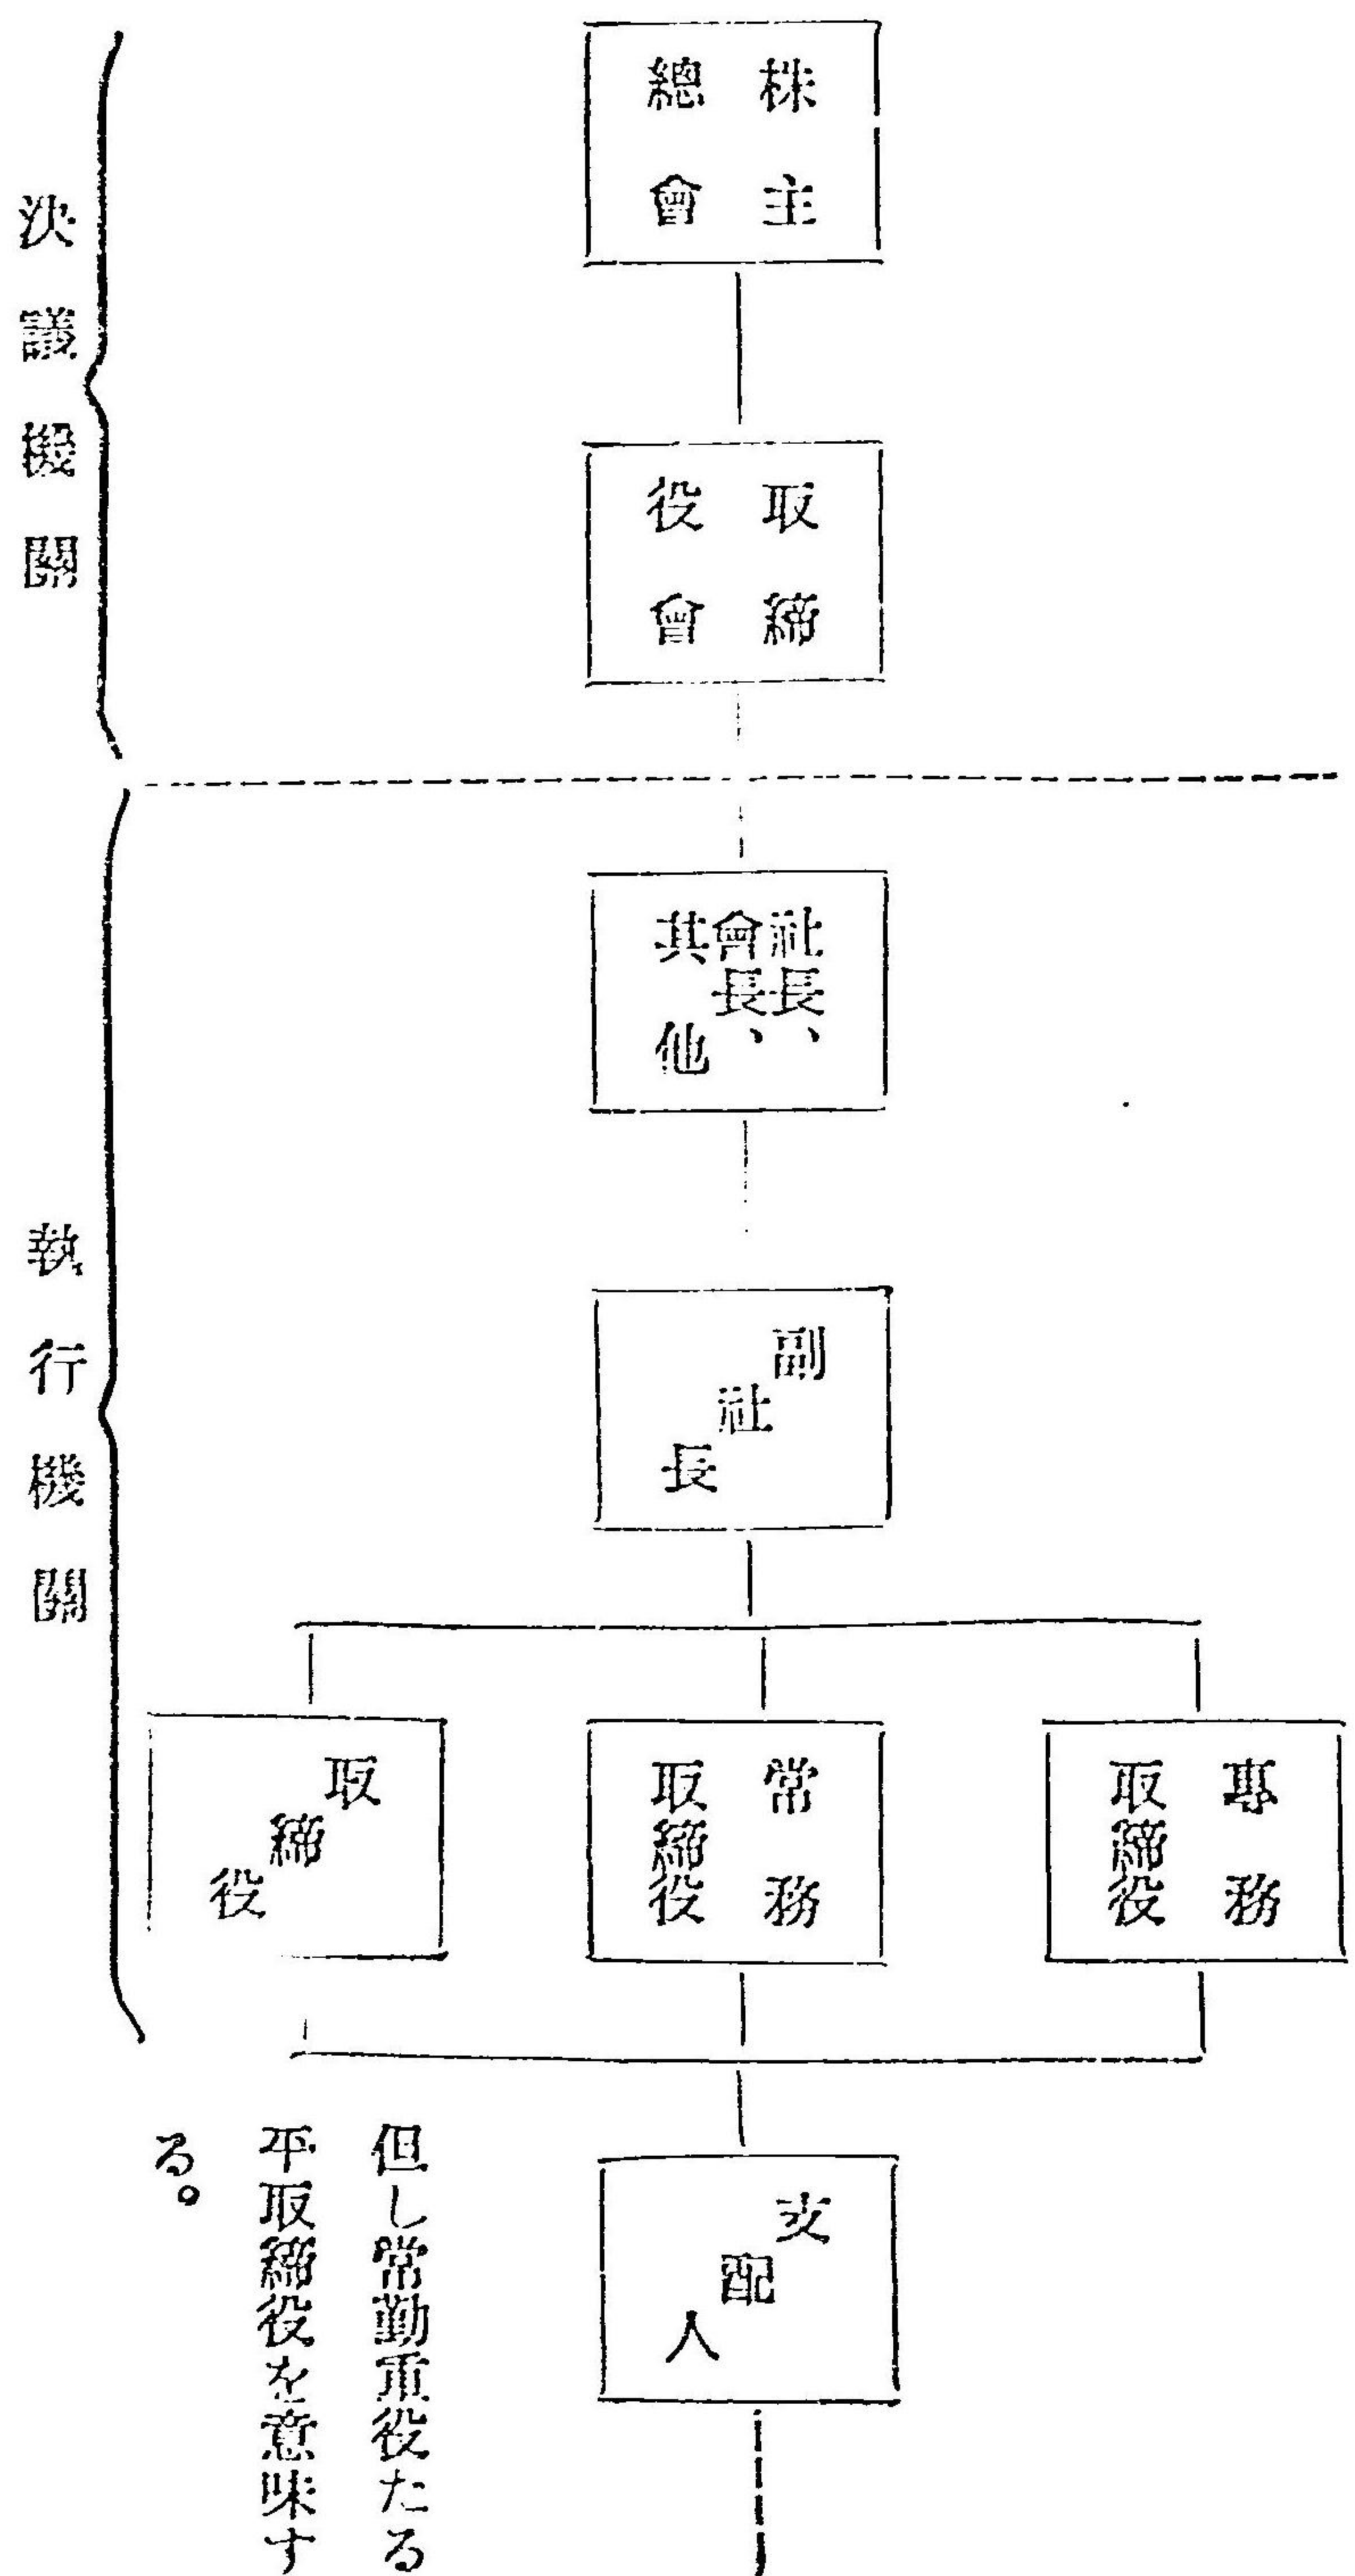 株主
總會
取締
役會
社長、
會長、
其他
副社長
專務
取締役
常務
取締役
取締役
支配人
但し常勤重役たる
平取締役を意味す
る。
決議機關
執行機關